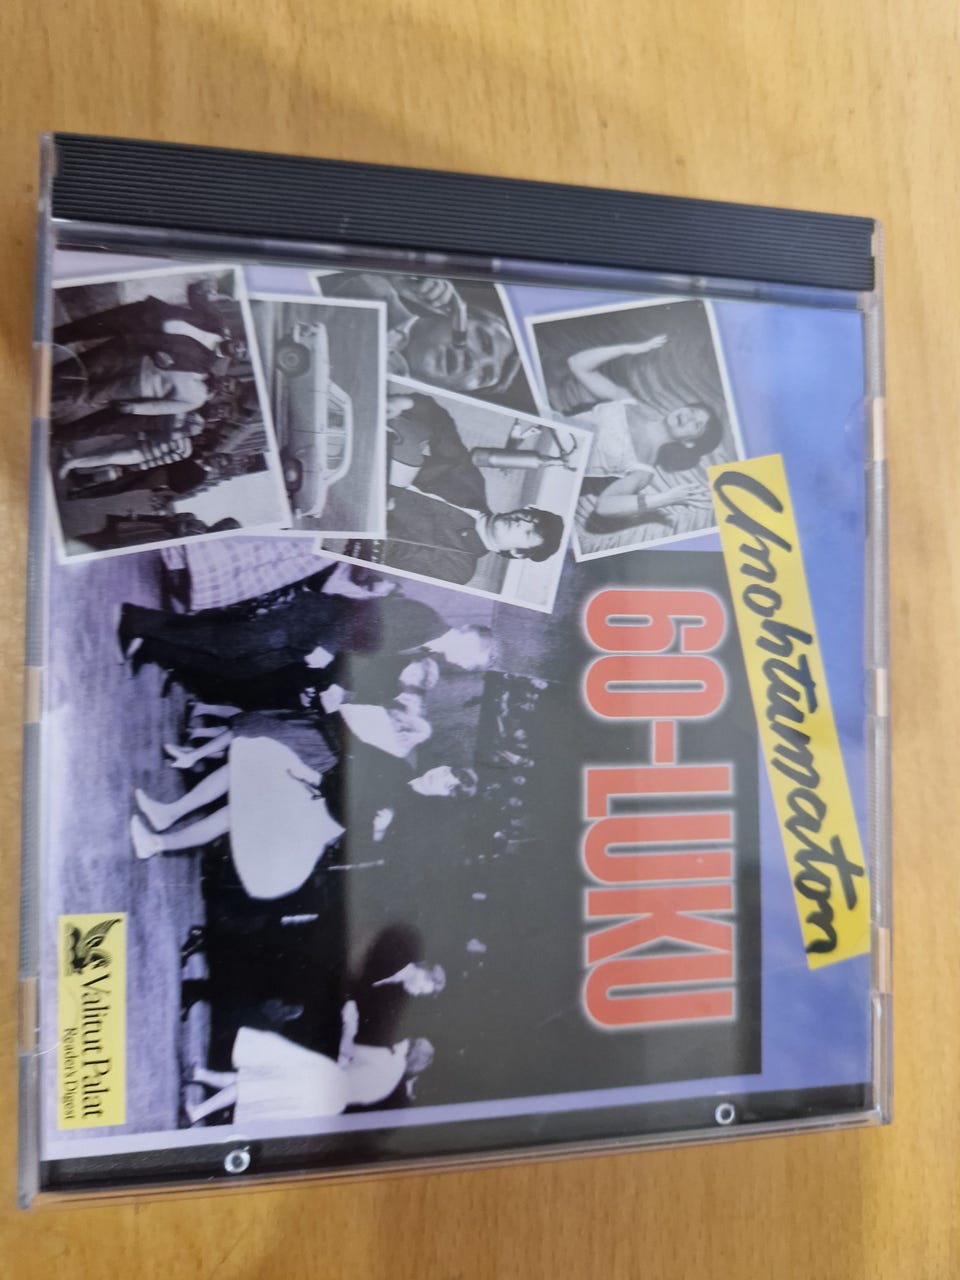 Unohtumaton
60-LUKU
Valitut Palat
Reader's Digest